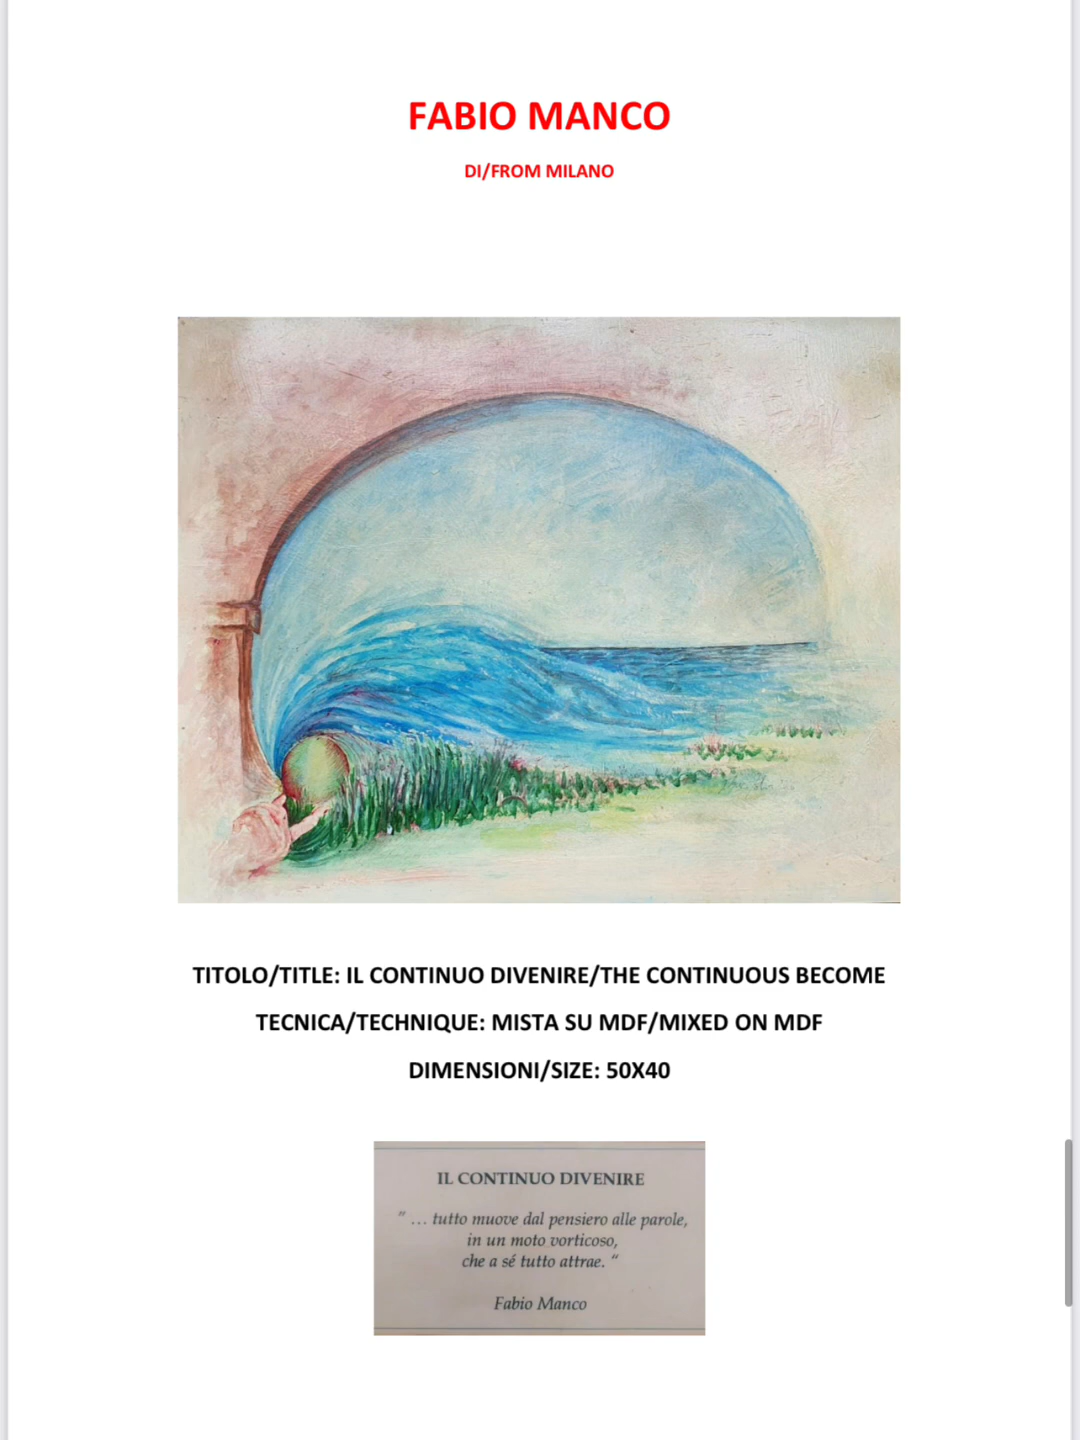 FABIO MANCO
DI/FROM MILANO
TITOLO/TITLE: IL CONTINUO DIVENIRE/THE CONTINUOUS BECOME
TECNICA/TECHNIQUE: MISTA SU MDF/MIXED ON MDF
DIMENSIONI/SIZE: 50X40
IL CONTINUO DIVENIRE
" ... tutto muove dal pensiero alle parole,
in un moto vorticoso,
che a sé tutto attrae. "
Fabio Manco